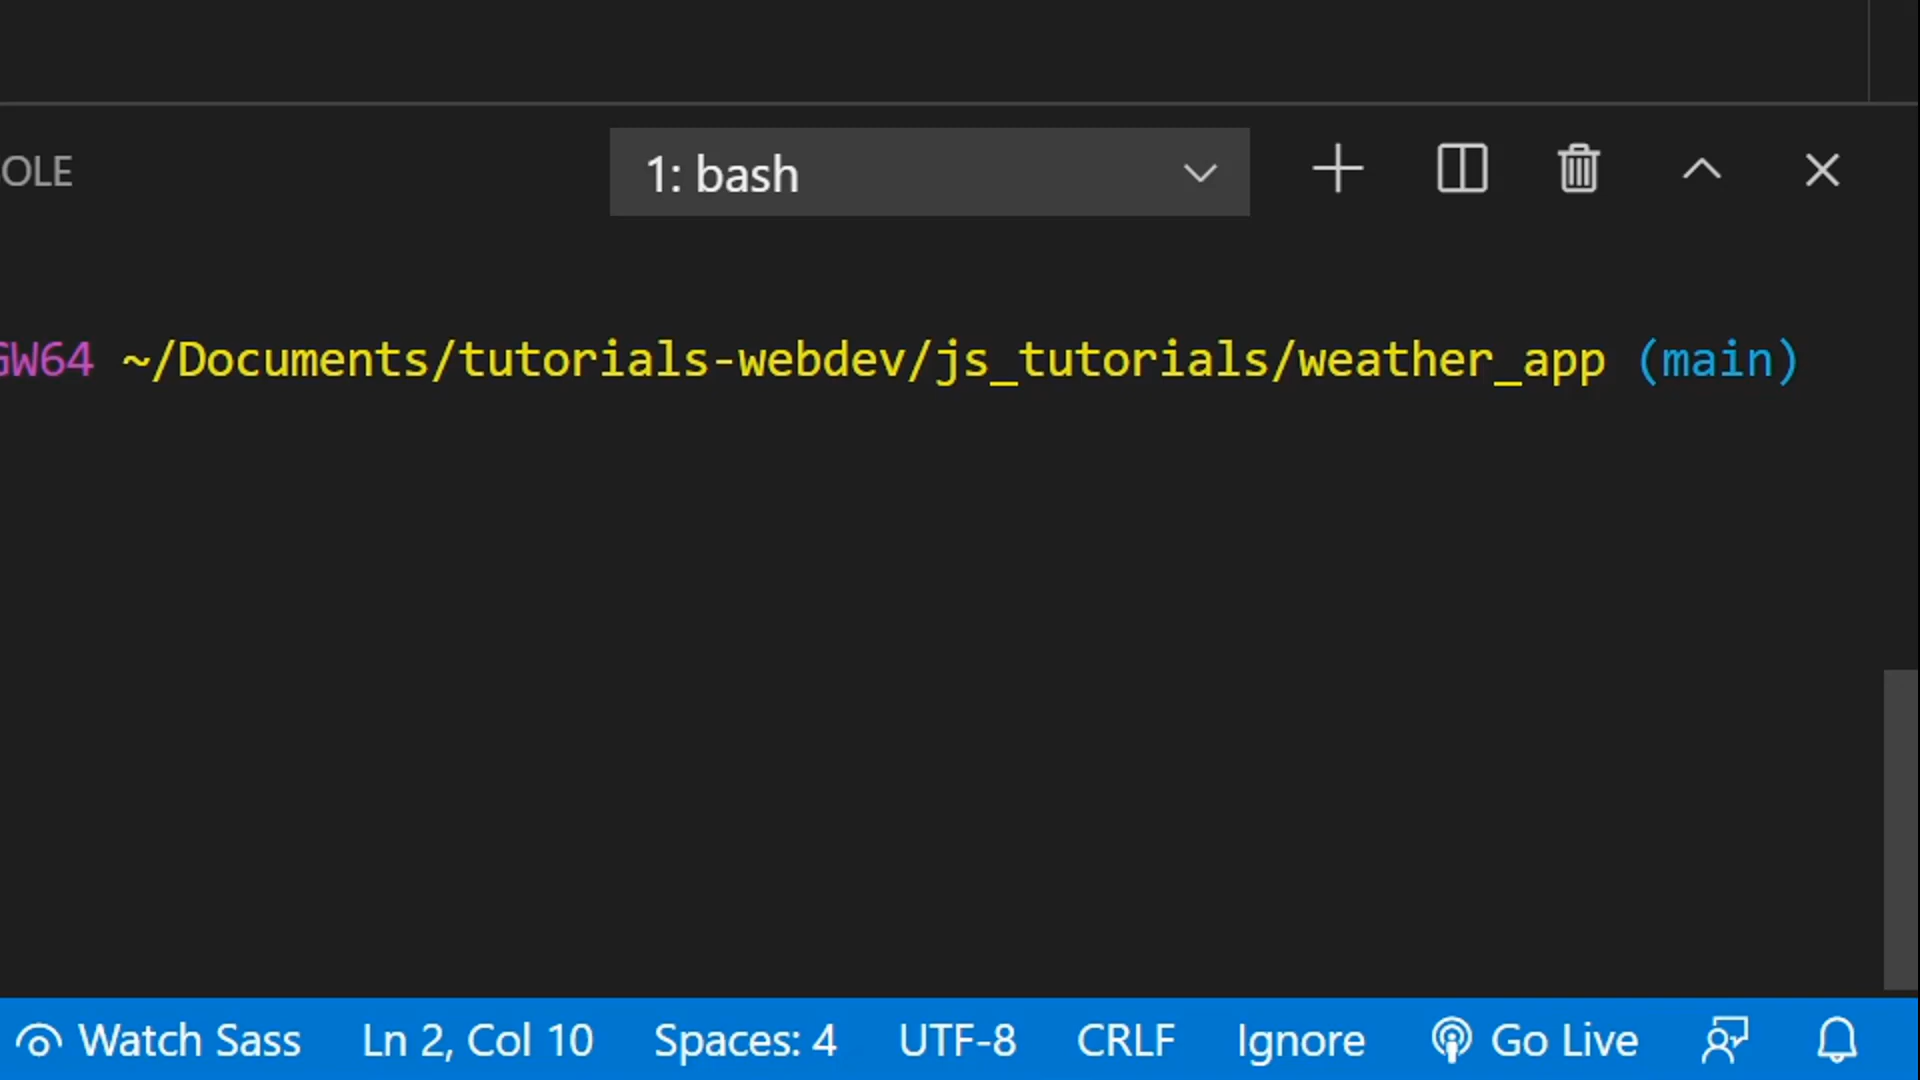 OLE
1: bash
GW64 ~/Documents/tutorials-webdev/js_tutorials/weather_app (main)
Watch Sass Ln 2, Col 10 Spaces: 4 UTF-8 CRLF Ignore Go Live